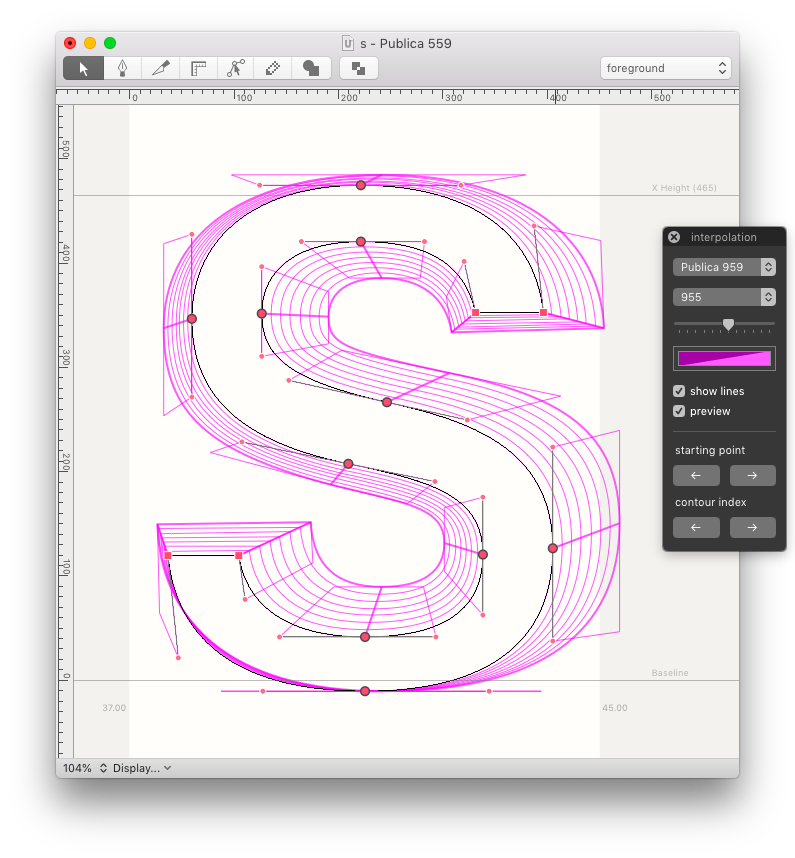 s - Publica 559
foreground
0 100 200 300 400 500
500
X Height (465)
400
300
200
100
0
Baseline
37.00 45.00
104% Display...
interpolation
Publica 959
955
show lines
preview
starting point
← →
contour index
← →